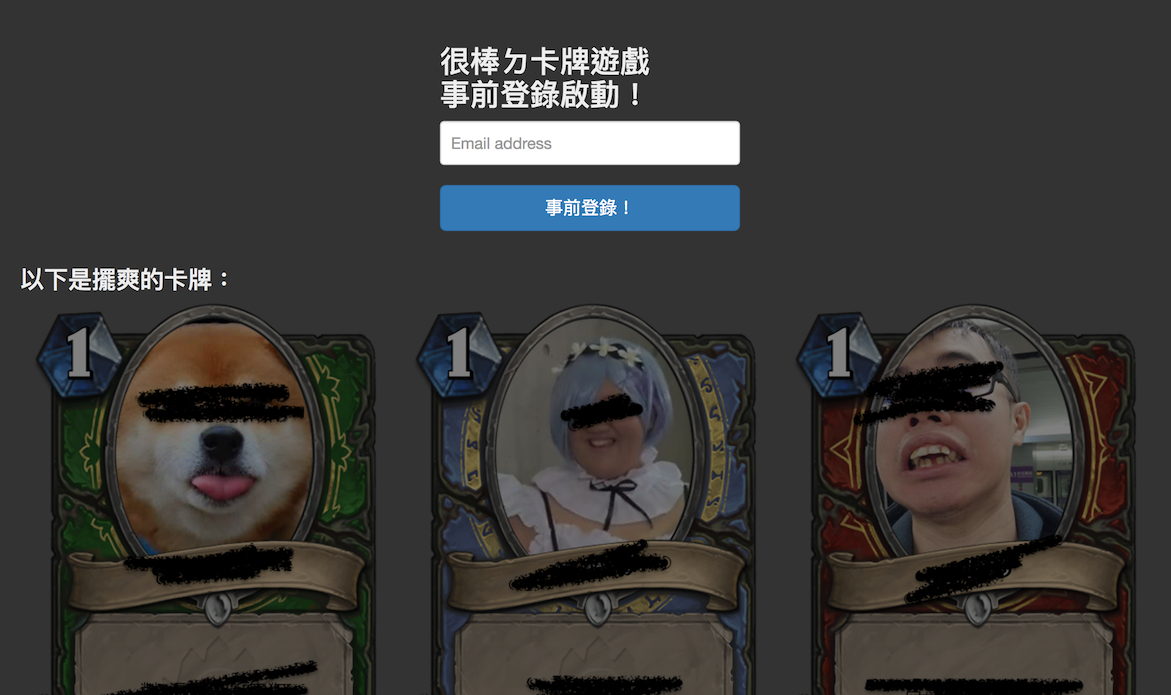 很棒ㄉ卡牌遊戲
事前登錄啟動！
Email address
事前登錄！
以下是擺爽的卡牌：
1 1 1